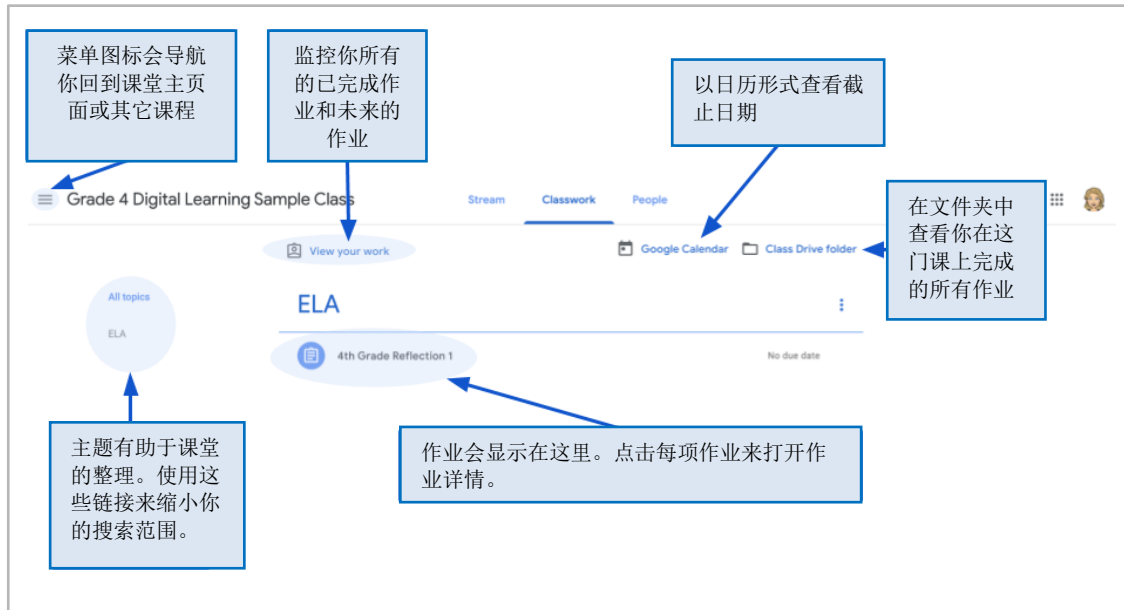 菜单图标会导航
你回到课堂主页
面或其它课程
监控你所有
的已完成作
业和未来的
作业
以日历形式查看截
止日期
Grade 4 Digital Learning Sample Class
Stream
Classwork
People
在文件夹中
查看你在这
门课上完成
的所有作业
View your work
Google Calendar
Class Drive folder
All topics
ELA
ELA
4th Grade Reflection 1
No due date
主题有助于课堂
的整理。使用这
些链接来缩小你
的搜索范围。
作业会显示在这里。点击每项作业来打开作
业详情。